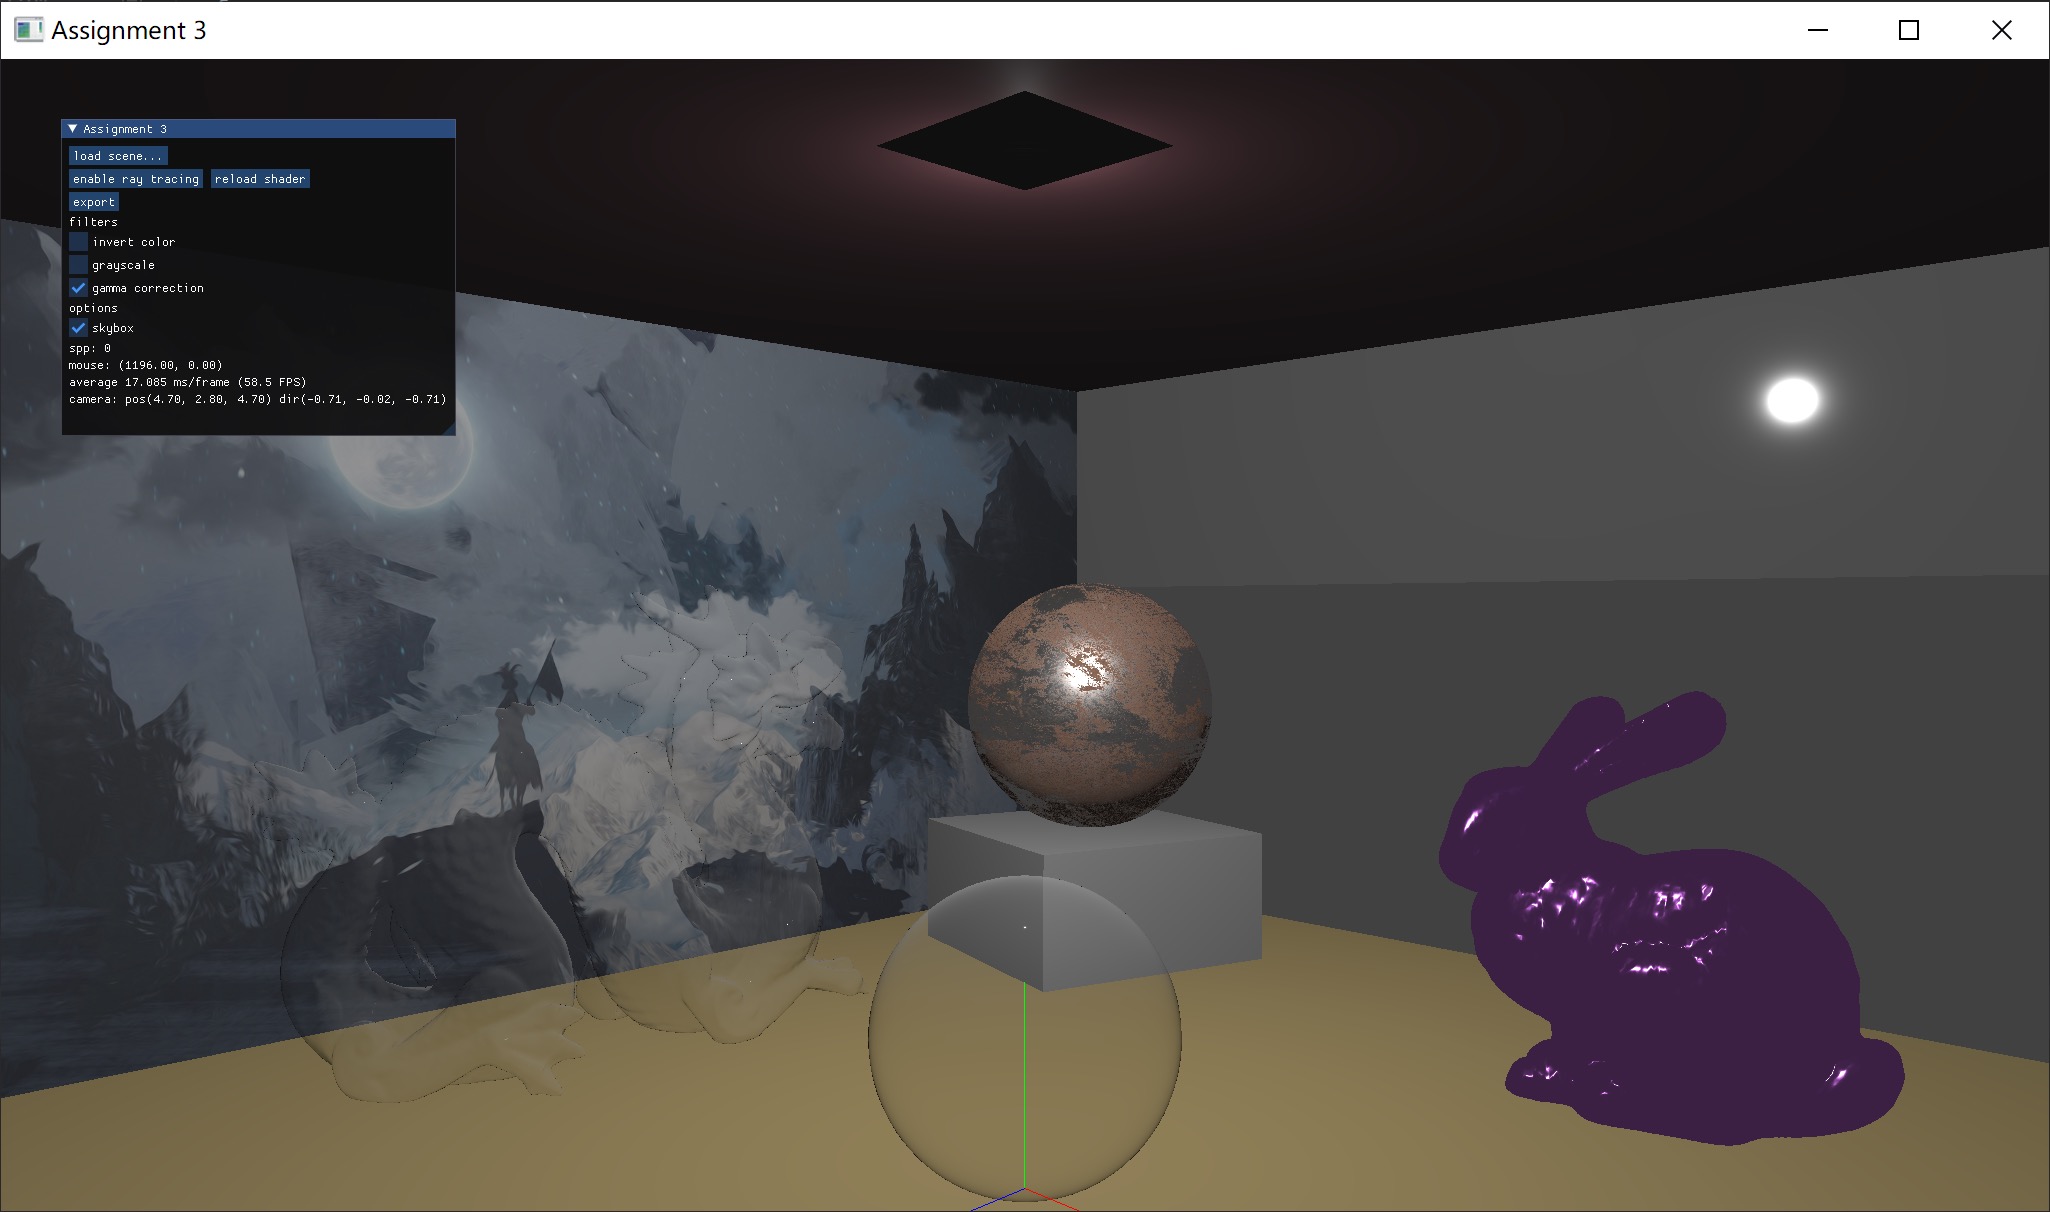 Assignment 3
Assignment 3
load scene...
enable ray tracing reload shader
export
filters
invert color
grayscale
gamma correction
options
skybox
spp: 0
mouse: (1196.00, 0.00)
average 17.085 ms/frame (58.5 FPS)
camera: pos(4.70, 2.80, 4.70) dir(-0.71, -0.02, -0.71)